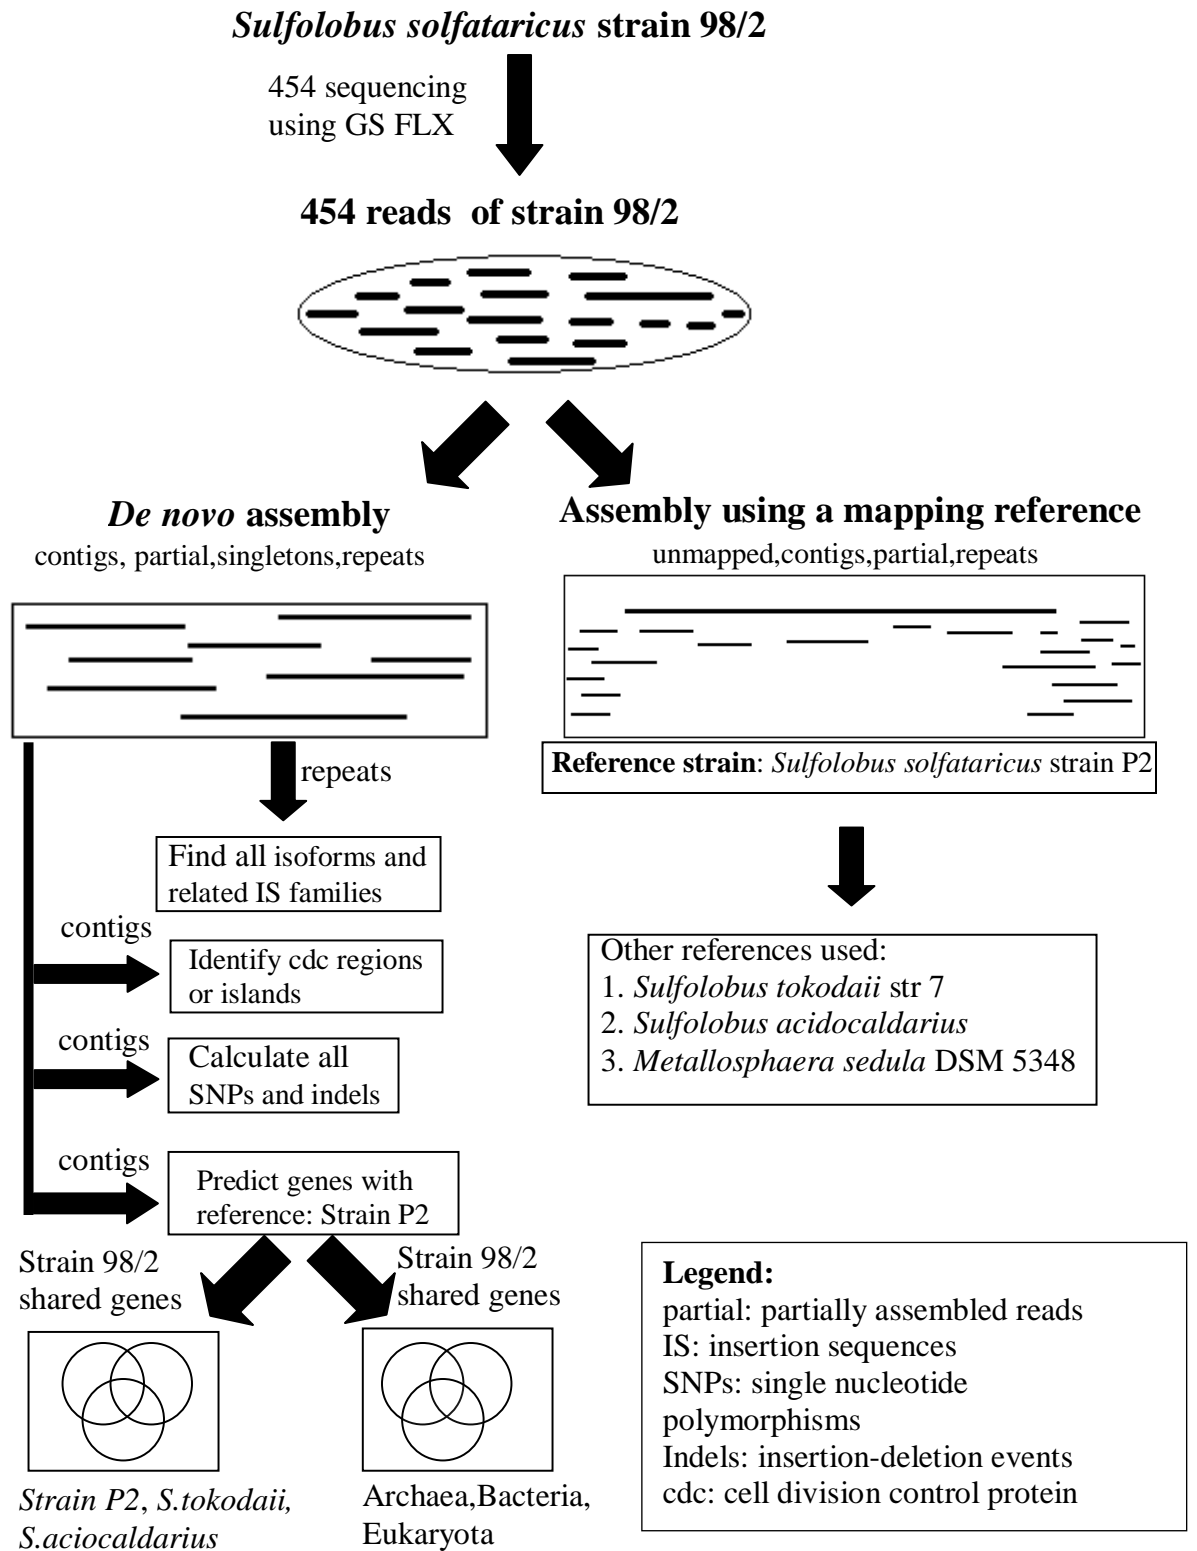 Sulfolobus solfataricus strain 98/2
454 sequencing
using GS FLX
454 reads of strain 98/2
De novo assembly
contigs, partial,singletons,repeats
Assembly using a mapping reference
unmapped,contigs,partial,repeats
Reference strain: Sulfolobus solfataricus strain P2
repeats
Find all isoforms and
related IS families
contigs
Identify cdc regions
or islands
contigs
Calculate all
SNPs and indels
contigs
Predict genes with
reference: Strain P2
Other references used:
1. Sulfolobus tokodaii str 7
2. Sulfolobus acidocaldarius
3. Metallosphaera sedula DSM 5348
Strain 98/2
shared genes
Strain P2, S.tokodaii,
S.aciocaldarius
Strain 98/2
shared genes
Archaea,Bacteria,
Eukaryota
Legend:
partial: partially assembled reads
IS: insertion sequences
SNPs: single nucleotide
polymorphisms
Indels: insertion-deletion events
cdc: cell division control protein